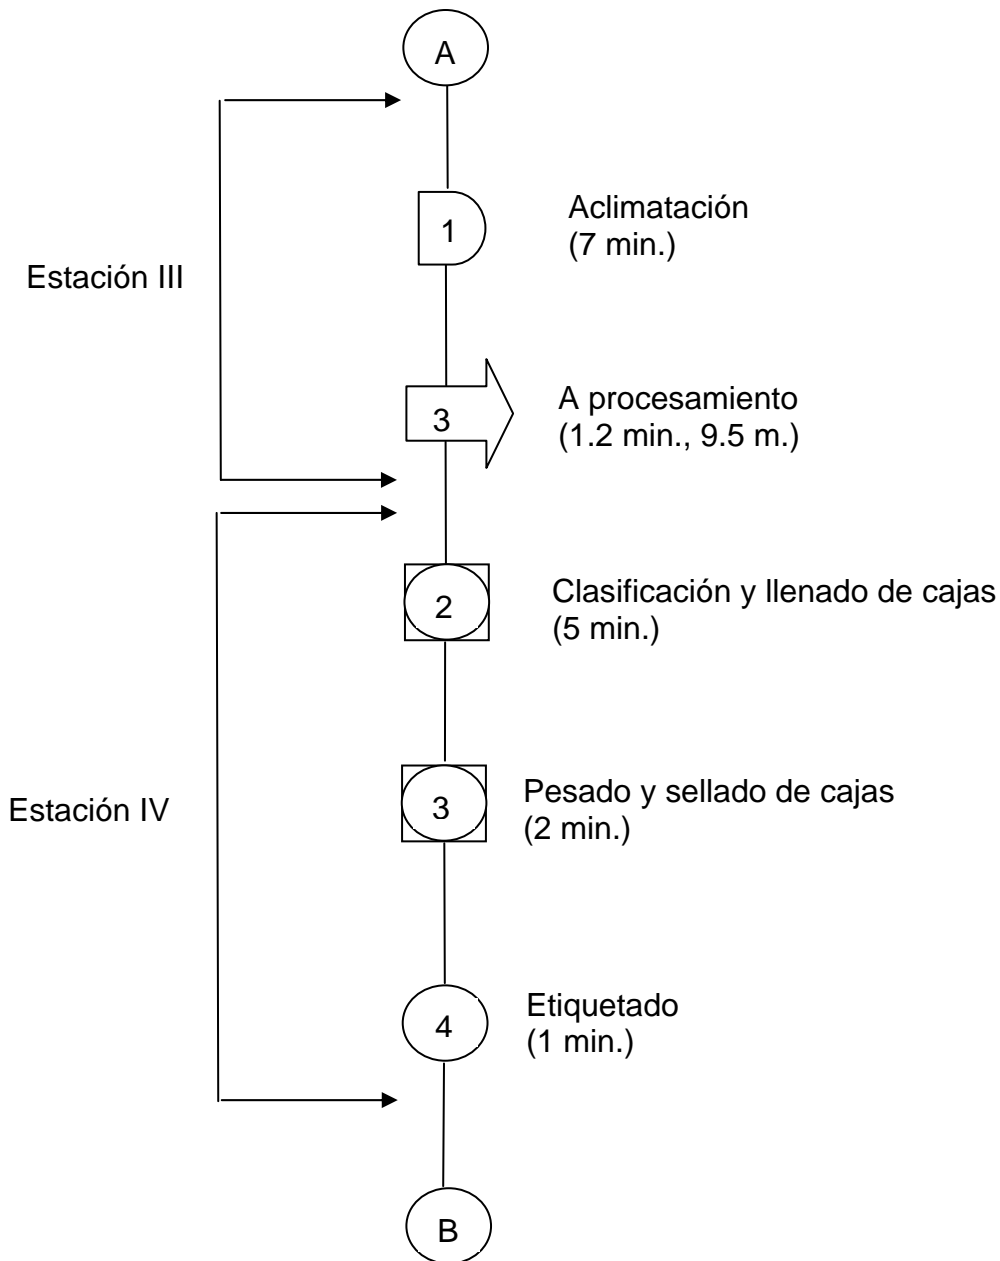 A
1
Aclimatación
(7 min.)
Estación III
3
A procesamiento
(1.2 min., 9.5 m.)
2
Clasificación y llenado de cajas
(5 min.)
3
Pesado y sellado de cajas
(2 min.)
Estación IV
4
Etiquetado
(1 min.)
B